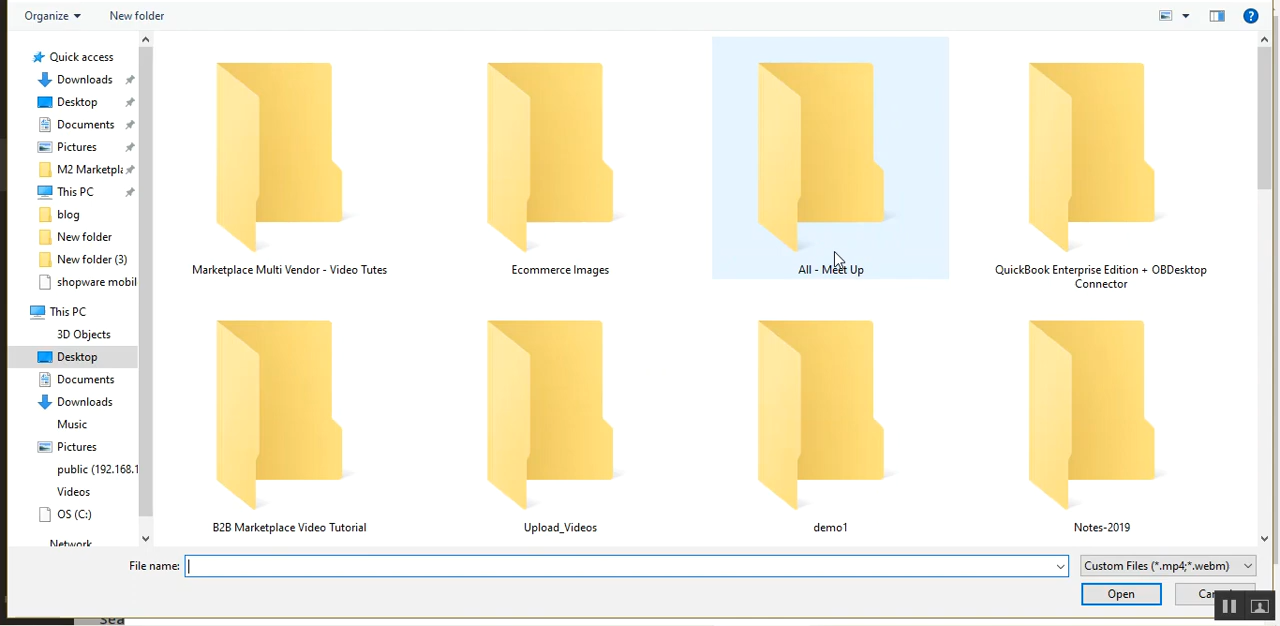 Organize
New folder
Quick access
Downloads
Desktop
Documents
Pictures
M2 Marketpla
This PC
blog
New folder
New folder (3)
shopware mobil
This PC
3D Objects
Desktop
Documents
Downloads
Music
Pictures
public (192.168.1
Videos
OS (C:)
Network
Marketplace Multi Vendor - Video Tutes
Ecommerce Images
All - Meet Up
QuickBook Enterprise Edition + OBDesktop
Connector
B2B Marketplace Video Tutorial
Upload_Videos
demo1
Notes-2019
File name:
Custom Files (*.mp4;*.webm)
Open